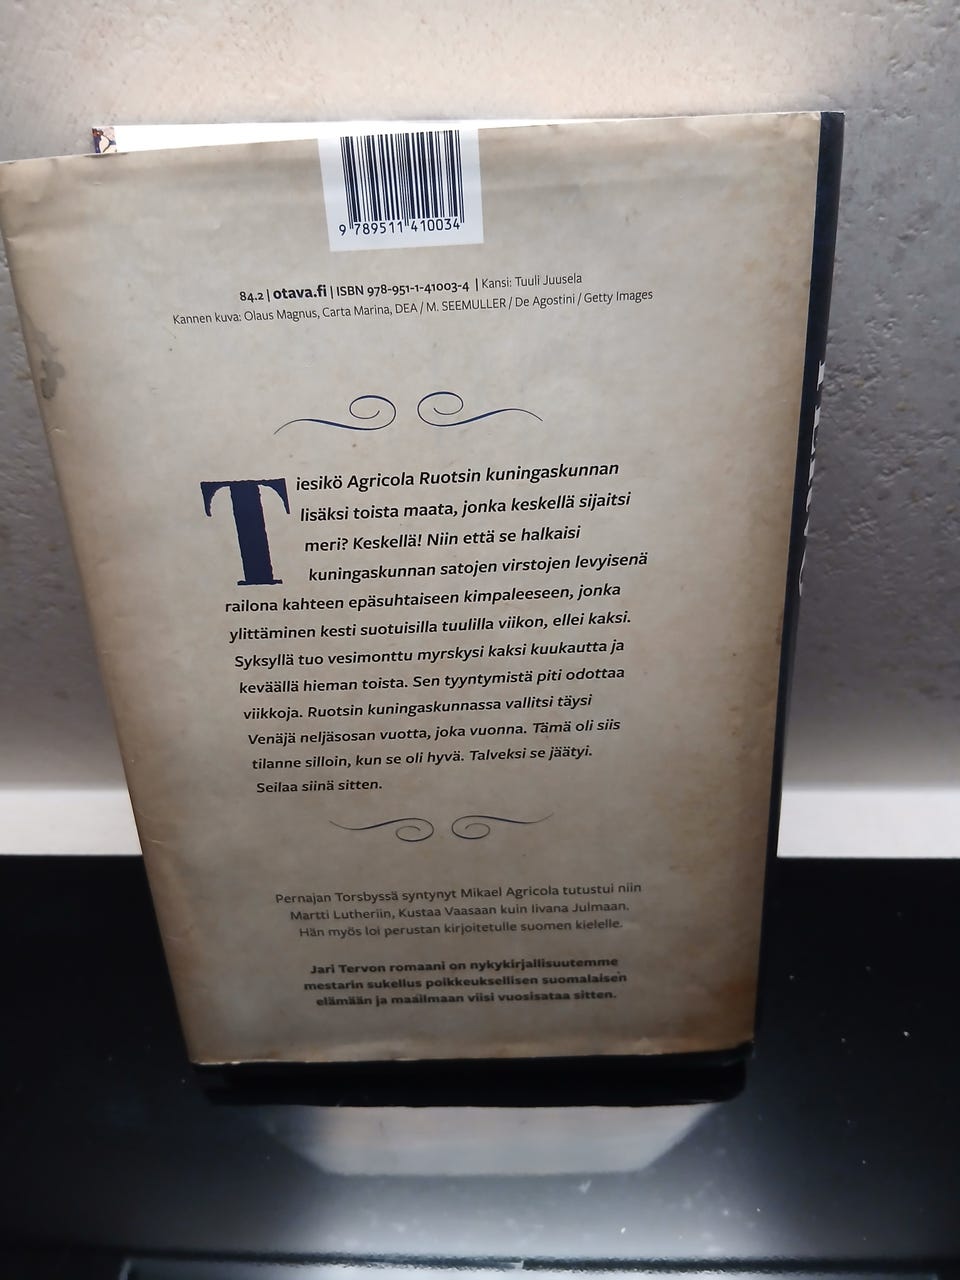 9 789511 410034
84.2 | otava.fi | ISBN 978-951-1-41003-4 | Kansi: Tuuli Juusela
Kannen kuva: Olaus Magnus, Carta Marina, DEA / M. SEEMULLER / De Agostini / Getty Images
Tiesikö Agricola Ruotsin kuningaskunnan
lisäksi toista maata, jonka keskellä sijaitsi
meri? Keskellä! Niin että se halkaisi
kuningaskunnan satojen virstojen levyisenä
railona kahteen epäsuhtaiseen kimpaleeseen, jonka
ylittäminen kesti suotuisilla tuulilla viikon, ellei kaksi.
Syksyllä tuo vesimonttu myrskysi kaksi kuukautta ja
keväällä hieman toista. Sen tyyntymistä piti odottaa
viikkoja. Ruotsin kuningaskunnassa vallitsi täysi
Venäjä neljäsosan vuotta, joka vuonna. Tämä oli siis
tilanne silloin, kun se oli hyvä. Talveksi se jäätyi.
Seilaa siinä sitten.
Pernajan Torsbyssä syntynyt Mikael Agricola tutustui niin
Martti Lutheriin, Kustaa Vaasaan kuin Iivana Julmaan.
Hän myös loi perustan kirjoitetulle suomen kielelle.
Jari Tervon romaani on nykykirjallisuutemme
mestarin sukellus poikkeuksellisen suomalaisen
elämään ja maailmaan viisi vuosisataa sitten.